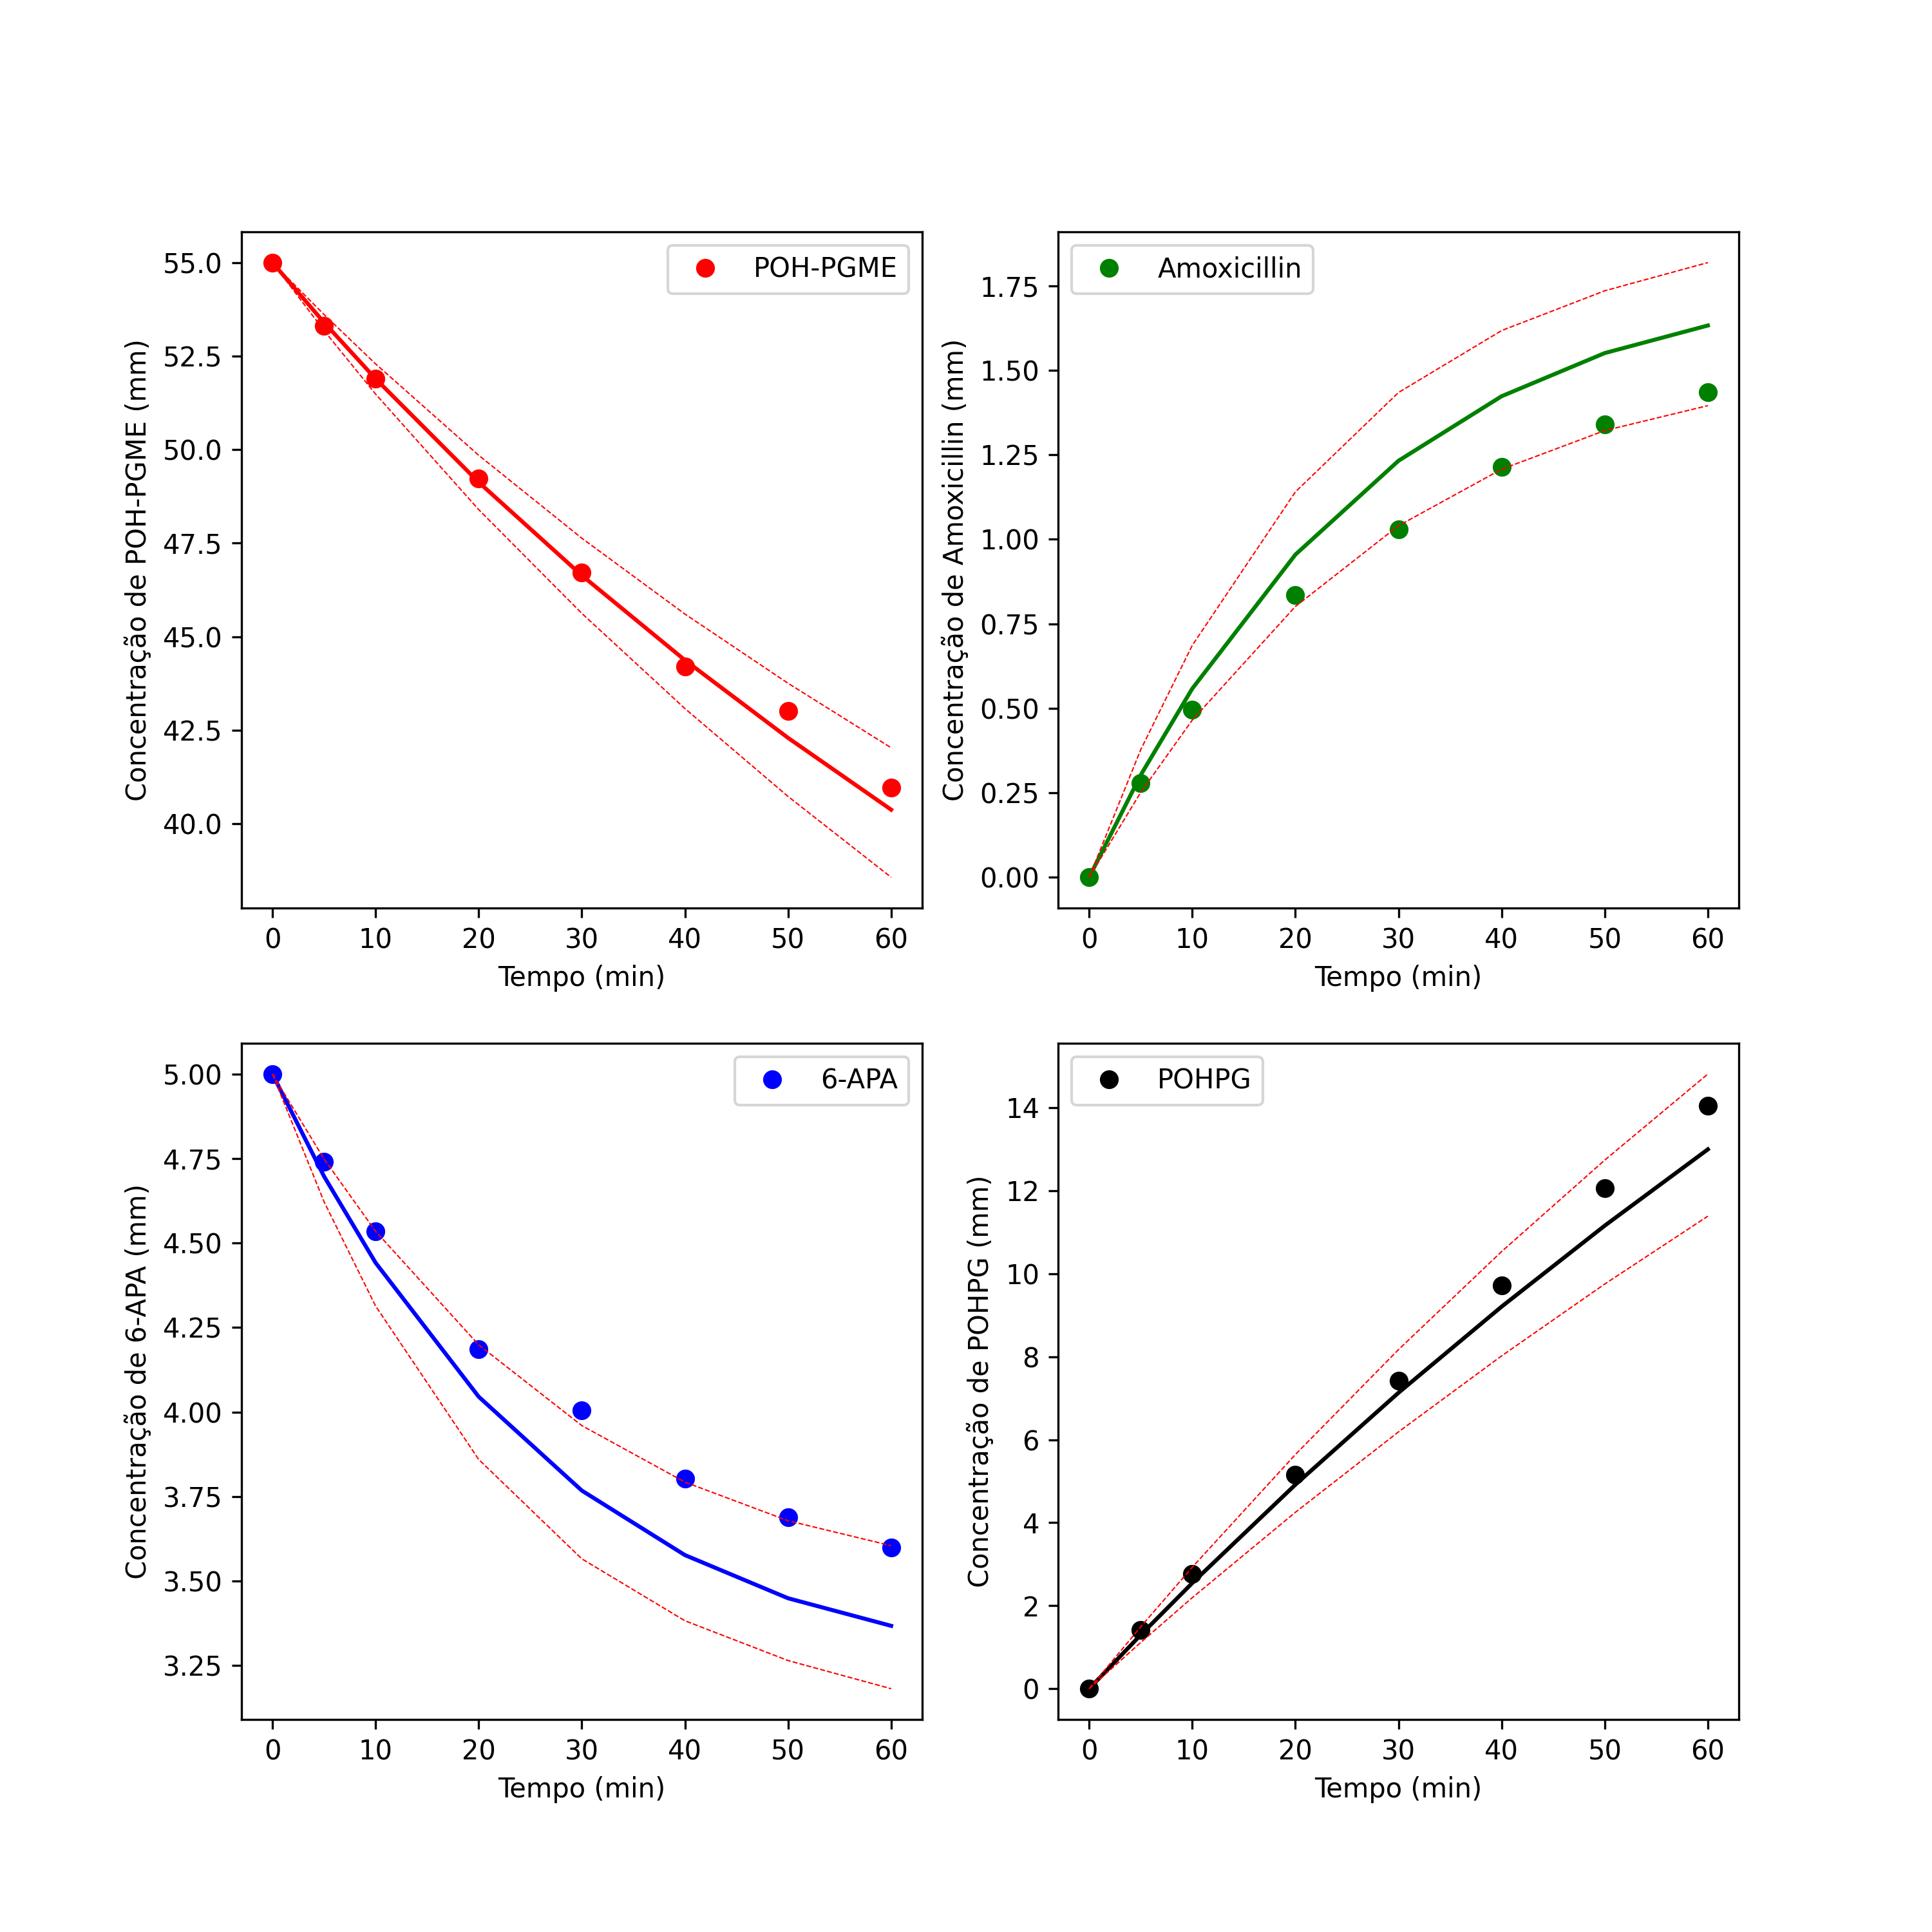 POH-PGME
Concentração de POH-PGME (mm)
55.0
52.5
50.0
47.5
45.0
42.5
40.0
0 10 20 30 40 50 60
Tempo (min)
Amoxicillin
Concentração de Amoxicillin (mm)
1.75
1.50
1.25
1.00
0.75
0.50
0.25
0.00
0 10 20 30 40 50 60
Tempo (min)
6-APA
Concentração de 6-APA (mm)
5.00
4.75
4.50
4.25
4.00
3.75
3.50
3.25
0 10 20 30 40 50 60
Tempo (min)
POHPG
Concentração de POHPG (mm)
14
12
10
8
6
4
2
0
0 10 20 30 40 50 60
Tempo (min)